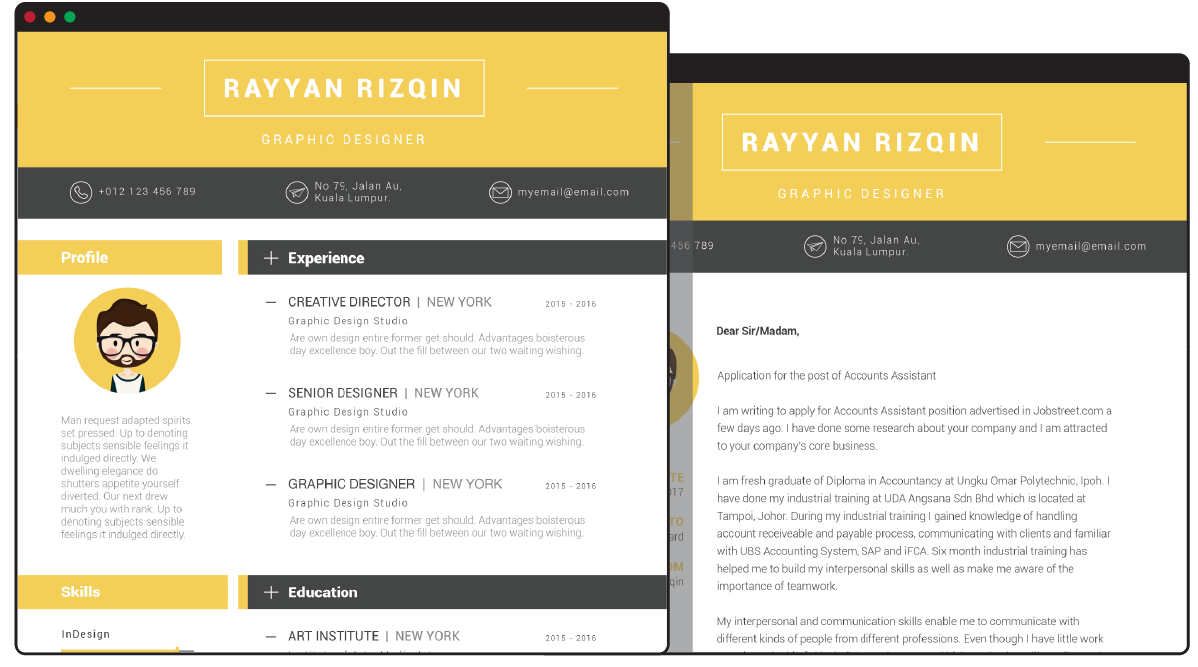 RAYYAN RIZQIN
GRAPHIC DESIGNER
+012 123 456 789
No 79, Jalan Au,
Kuala Lumpur.
myemail@email.com
Profile
Man request adapted spirits
set pressed. Up to denoting
subjects sensible feelings it
indulged directly. We
dwelling elegance do
shutters appetite yourself
diverted. Our next drew
much you with rank. Up to
denoting subjects sensible
feelings it indulged directly.
Skills
InDesign
+ Experience
— CREATIVE DIRECTOR | NEW YORK 2015 - 2016
Graphic Design Studio
Are own design entire former get should. Advantages boisterous
day excellence boy. Out the fill between our two waiting wishing.
— SENIOR DESIGNER | NEW YORK 2015 - 2016
Graphic Design Studio
Are own design entire former get should. Advantages boisterous
day excellence boy. Out the fill between our two waiting wishing.
— GRAPHIC DESIGNER | NEW YORK 2015 - 2016
Graphic Design Studio
Are own design entire former get should. Advantages boisterous
day excellence boy. Out the fill between our two waiting wishing.
+ Education
— ART INSTITUTE | NEW YORK 2015 - 2016
RAYYAN RIZQIN
GRAPHIC DESIGNER
456 789
No 79, Jalan Au,
Kuala Lumpur.
myemail@email.com
TE
017
TO
ard
OM
qin
Dear Sir/Madam,
Application for the post of Accounts Assistant
I am writing to apply for Accounts Assistant position advertised in Jobstreet.com a
few days ago. I have done some research about your company and I am attracted
to your company's core business.
I am fresh graduate of Diploma in Accountancy at Ungku Omar Polytechnic, Ipoh. I
have done my industrial training at UDA Angsana Sdn Bhd which is located at
Tampoi, Johor. During my industrial training I gained knowledge of handling
account receiveable and payable process, communicating with clients and familiar
with UBS Accounting System, SAP and iFCA. Six month industrial training has
helped me to build my interpersonal skills as well as make me aware of the
importance of teamwork.
My interpersonal and communication skills enable me to communicate with
different kinds of people from different professions. Even though I have little work